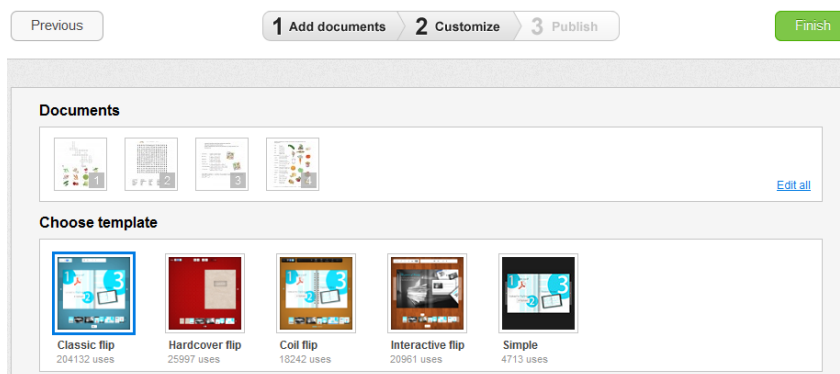 Previous
1 Add documents
2 Customize
3 Publish
Finish
Documents
1
2
3
4
Edit all
Choose template
Classic flip
204132 uses
Hardcover flip
25997 uses
Coil flip
18242 uses
Interactive flip
20961 uses
Simple
4713 uses